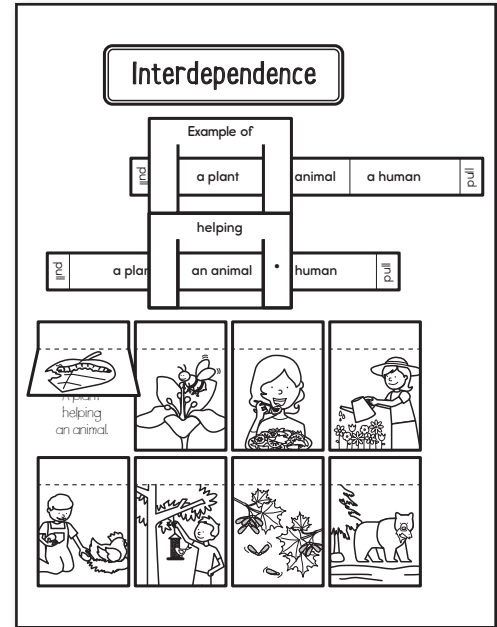 Interdependence
Example of
pull a plant animal a human pull
helping
pull a plan an animal human pull
A plant
helping
an animal.